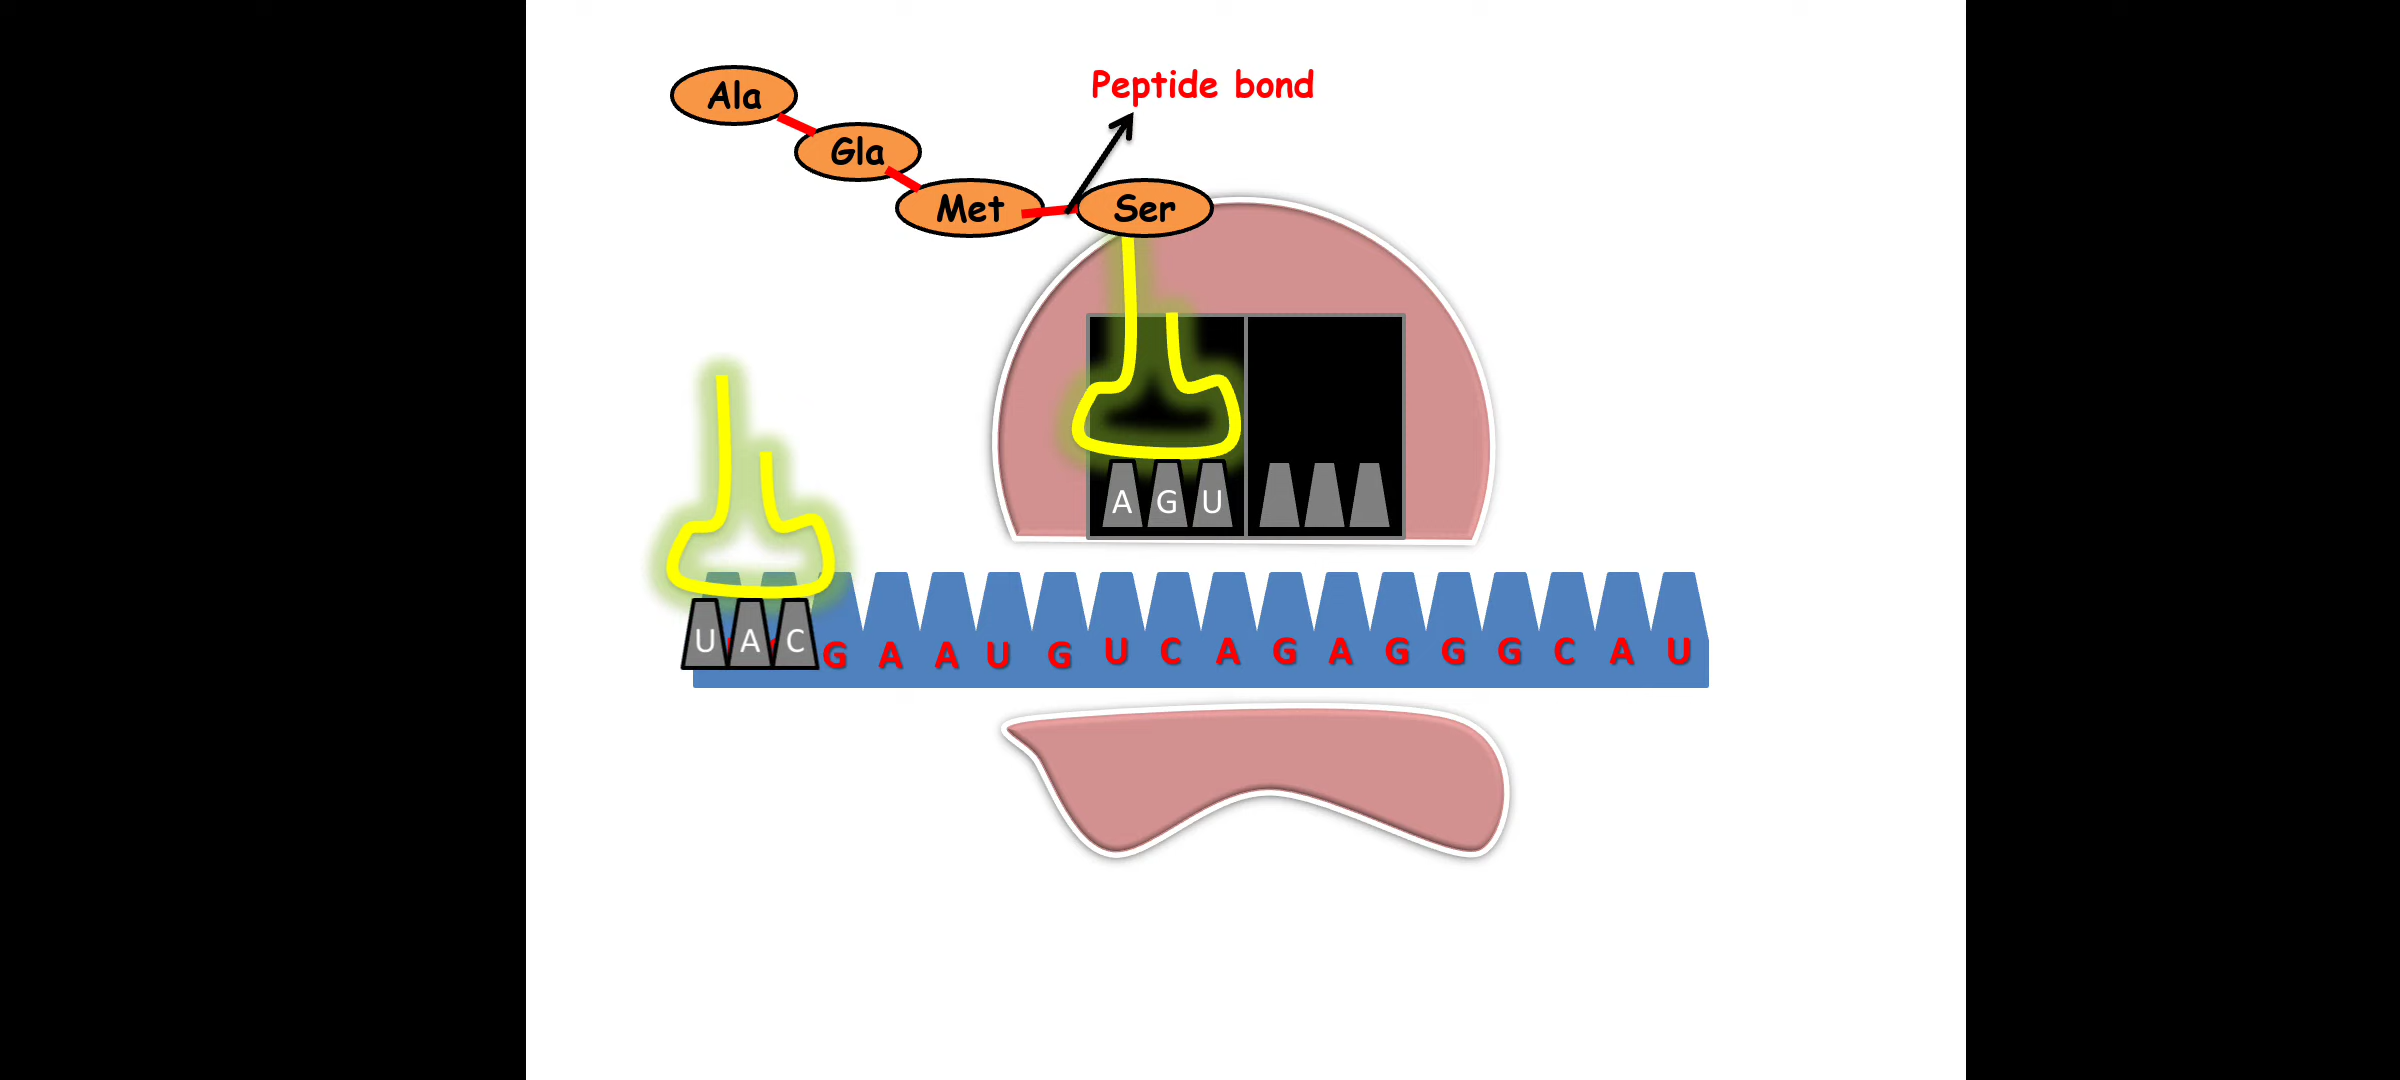 Peptide bond
Ala
Gla
Met
Ser
A G U
U A C
G A A U G U C A G A G G G C A U